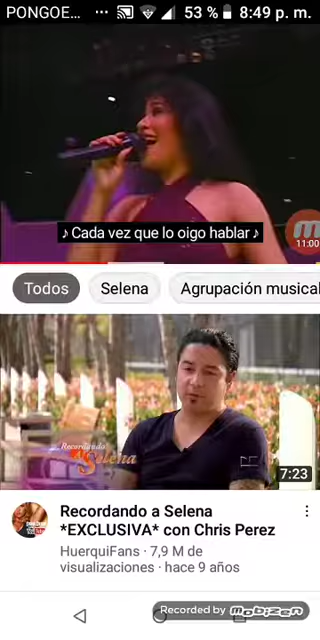 PONGOE... ... 53 % 8:49 p. m.
♪ Cada vez que lo oigo hablar ♪
11:00
Todos
Selena
Agrupación musical
Recordando
a Selena
7:23
Recordando a Selena
*EXCLUSIVA* con Chris Perez
HuerquiFans · 7,9 M de
visualizaciones · hace 9 años
Recorded by mobizen